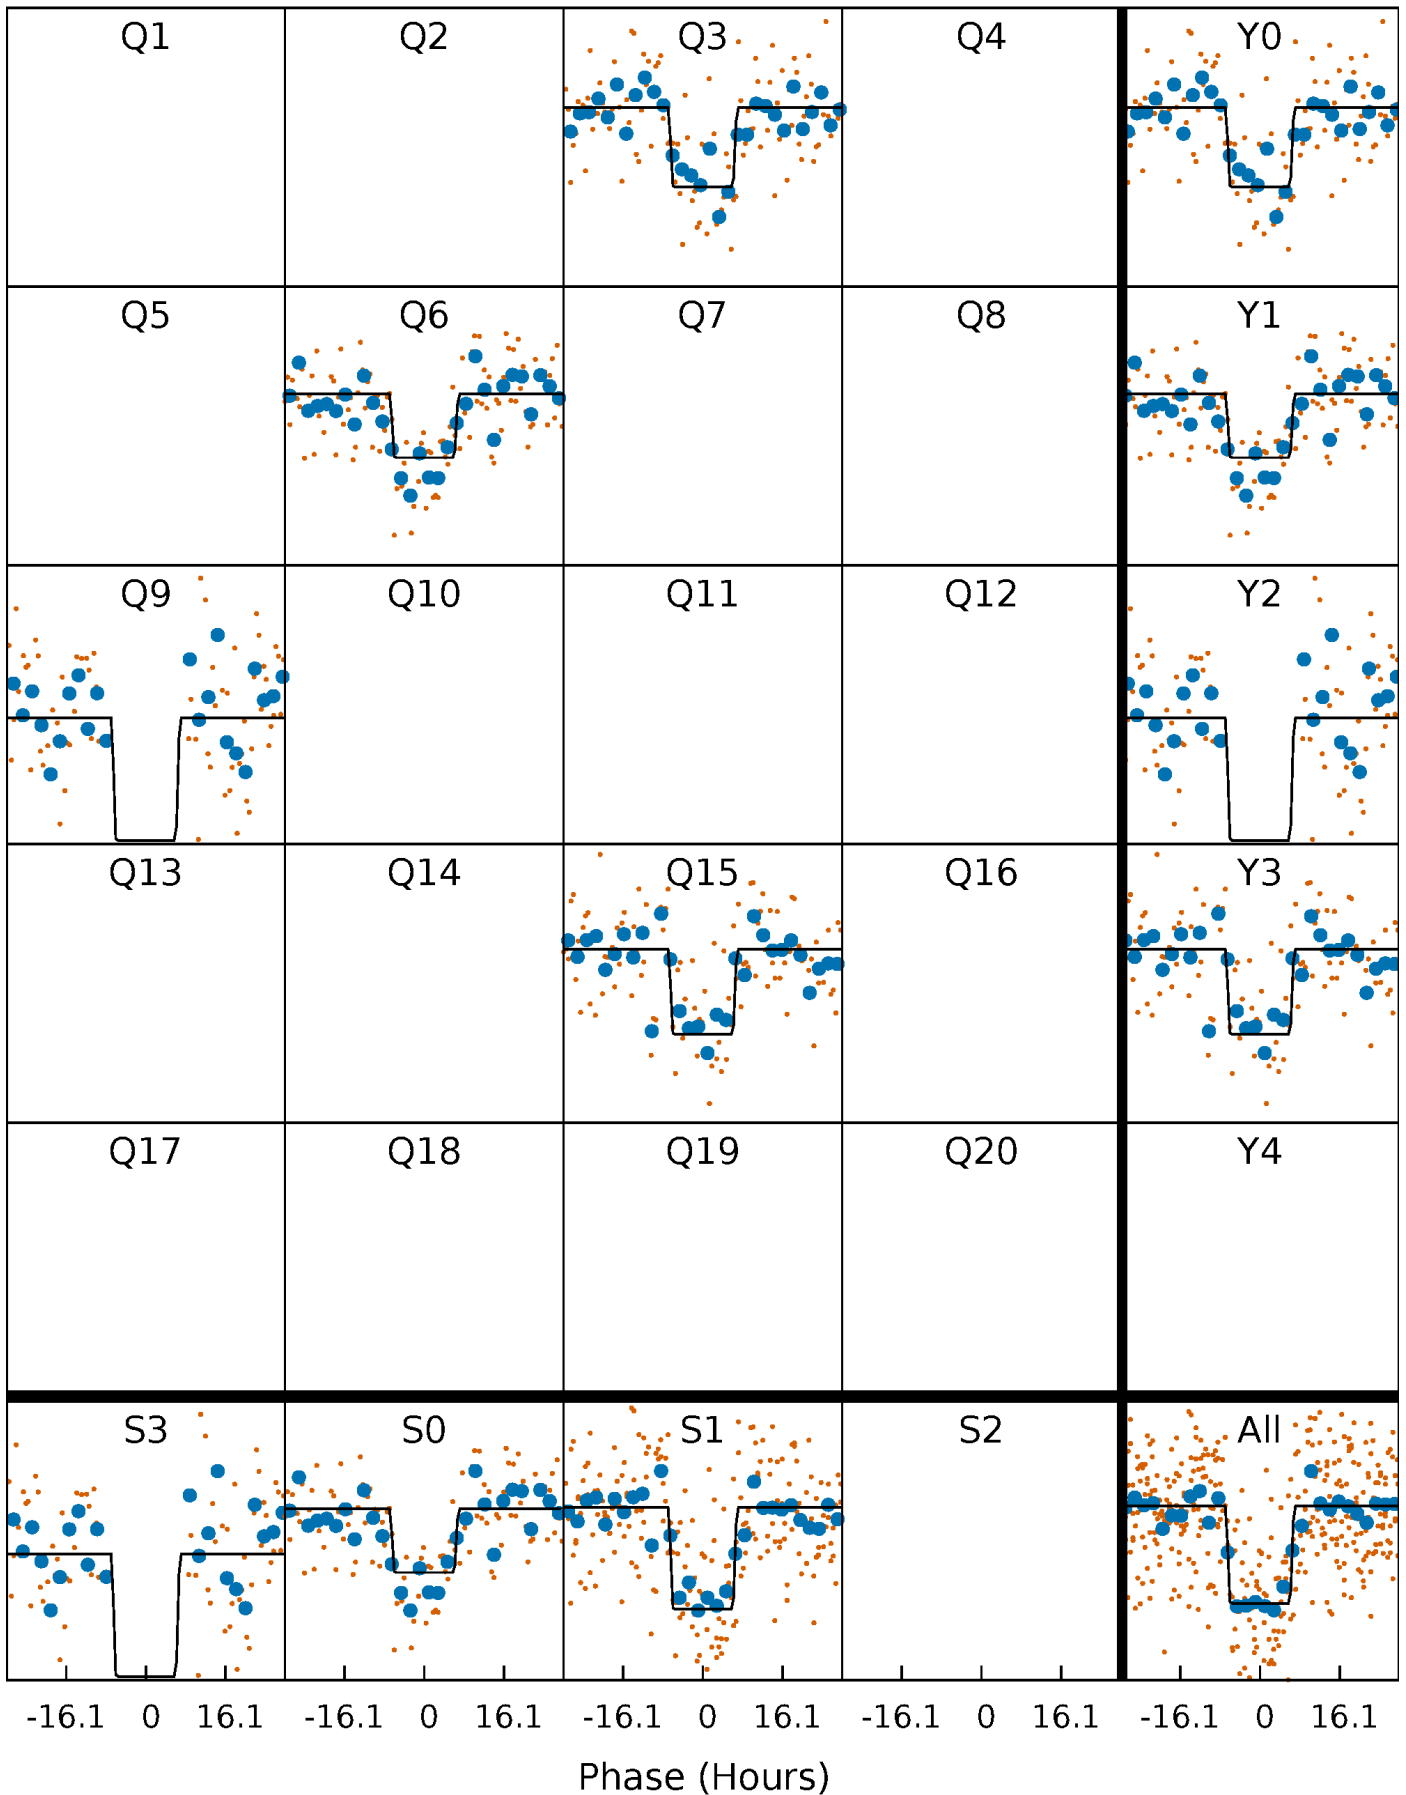 Q1 Q2 Q3 Q4 Y0
Q5 Q6 Q7 Q8 Y1
Q9 Q10 Q11 Q12 Y2
Q13 Q14 Q15 Q16 Y3
Q17 Q18 Q19 Q20 Y4
S3 S0 S1 S2 All
-16.1 0 16.1 -16.1 0 16.1 -16.1 0 16.1 -16.1 0 16.1 -16.1 0 16.1
Phase (Hours)